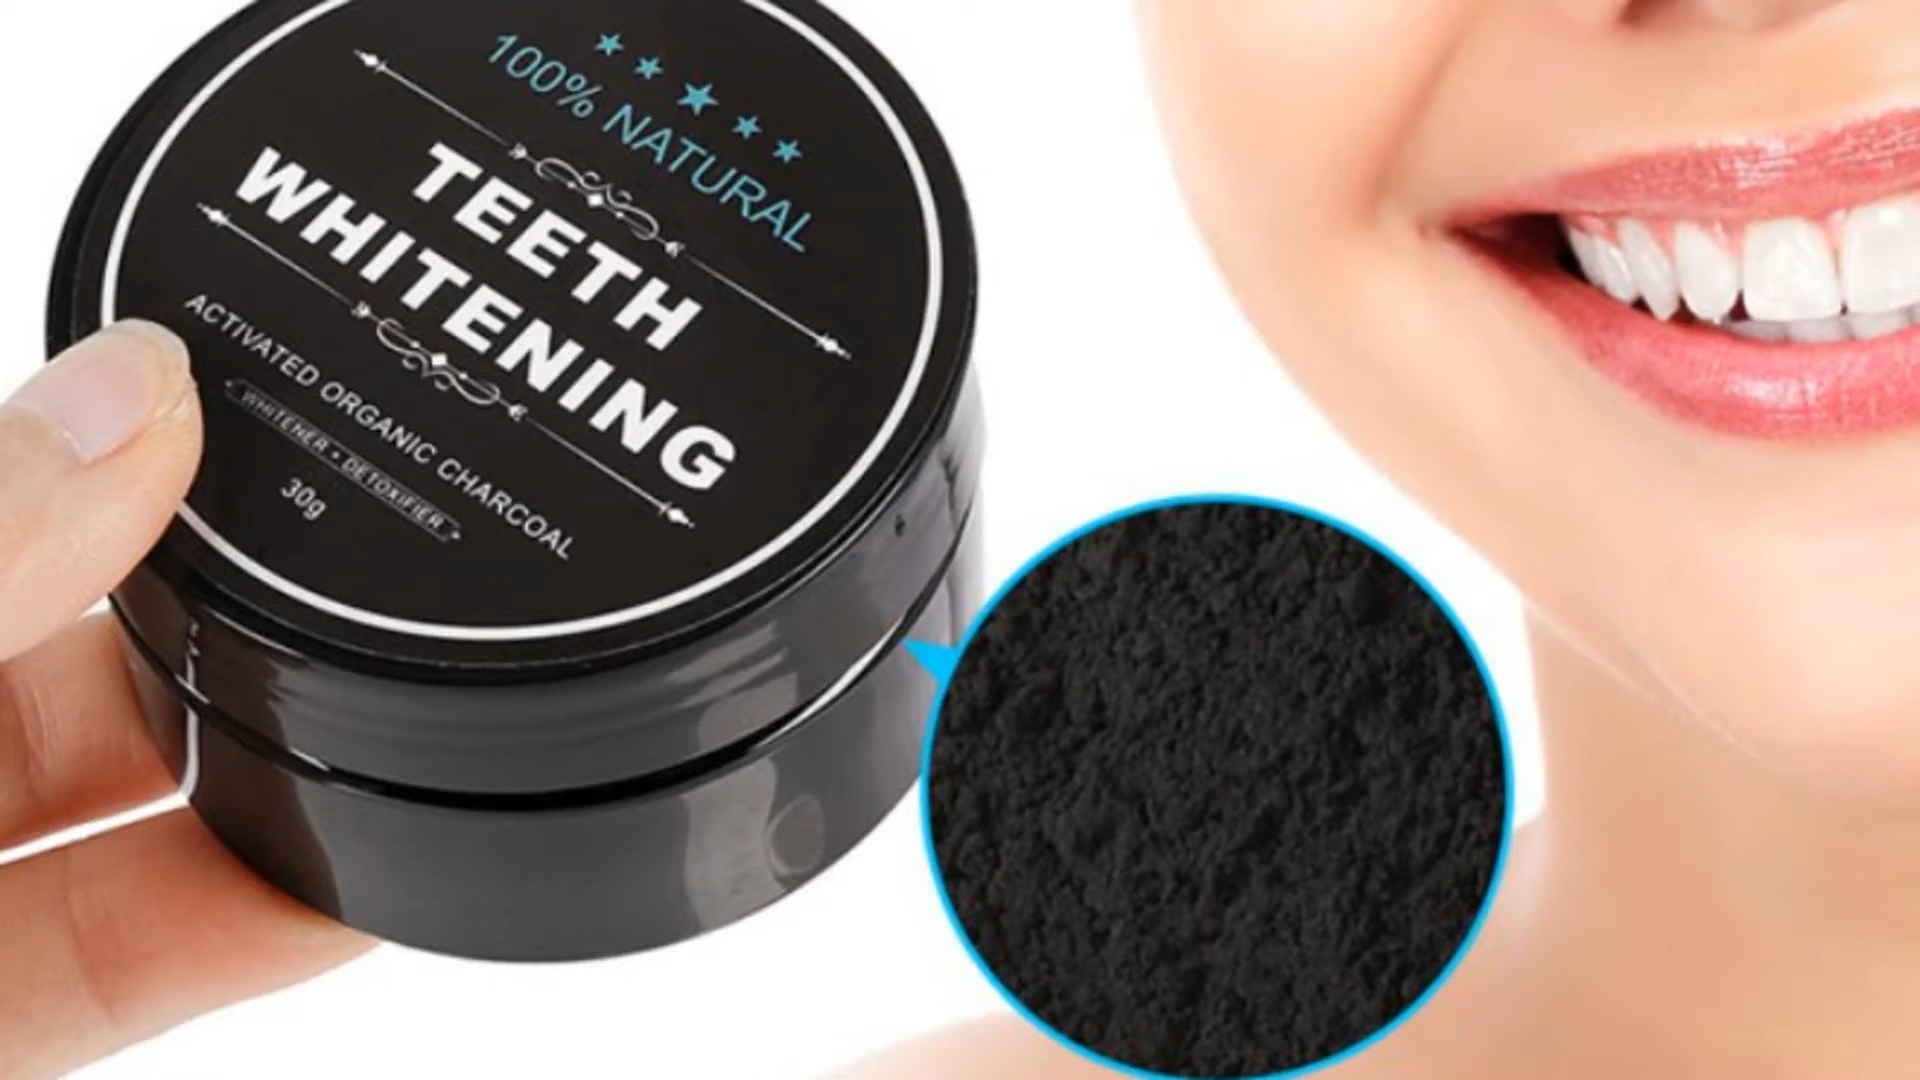 100% NATURAL
TEETH
WHITENING
ACTIVATED ORGANIC CHARCOAL
WHITENER • DETOXIFIER
30g